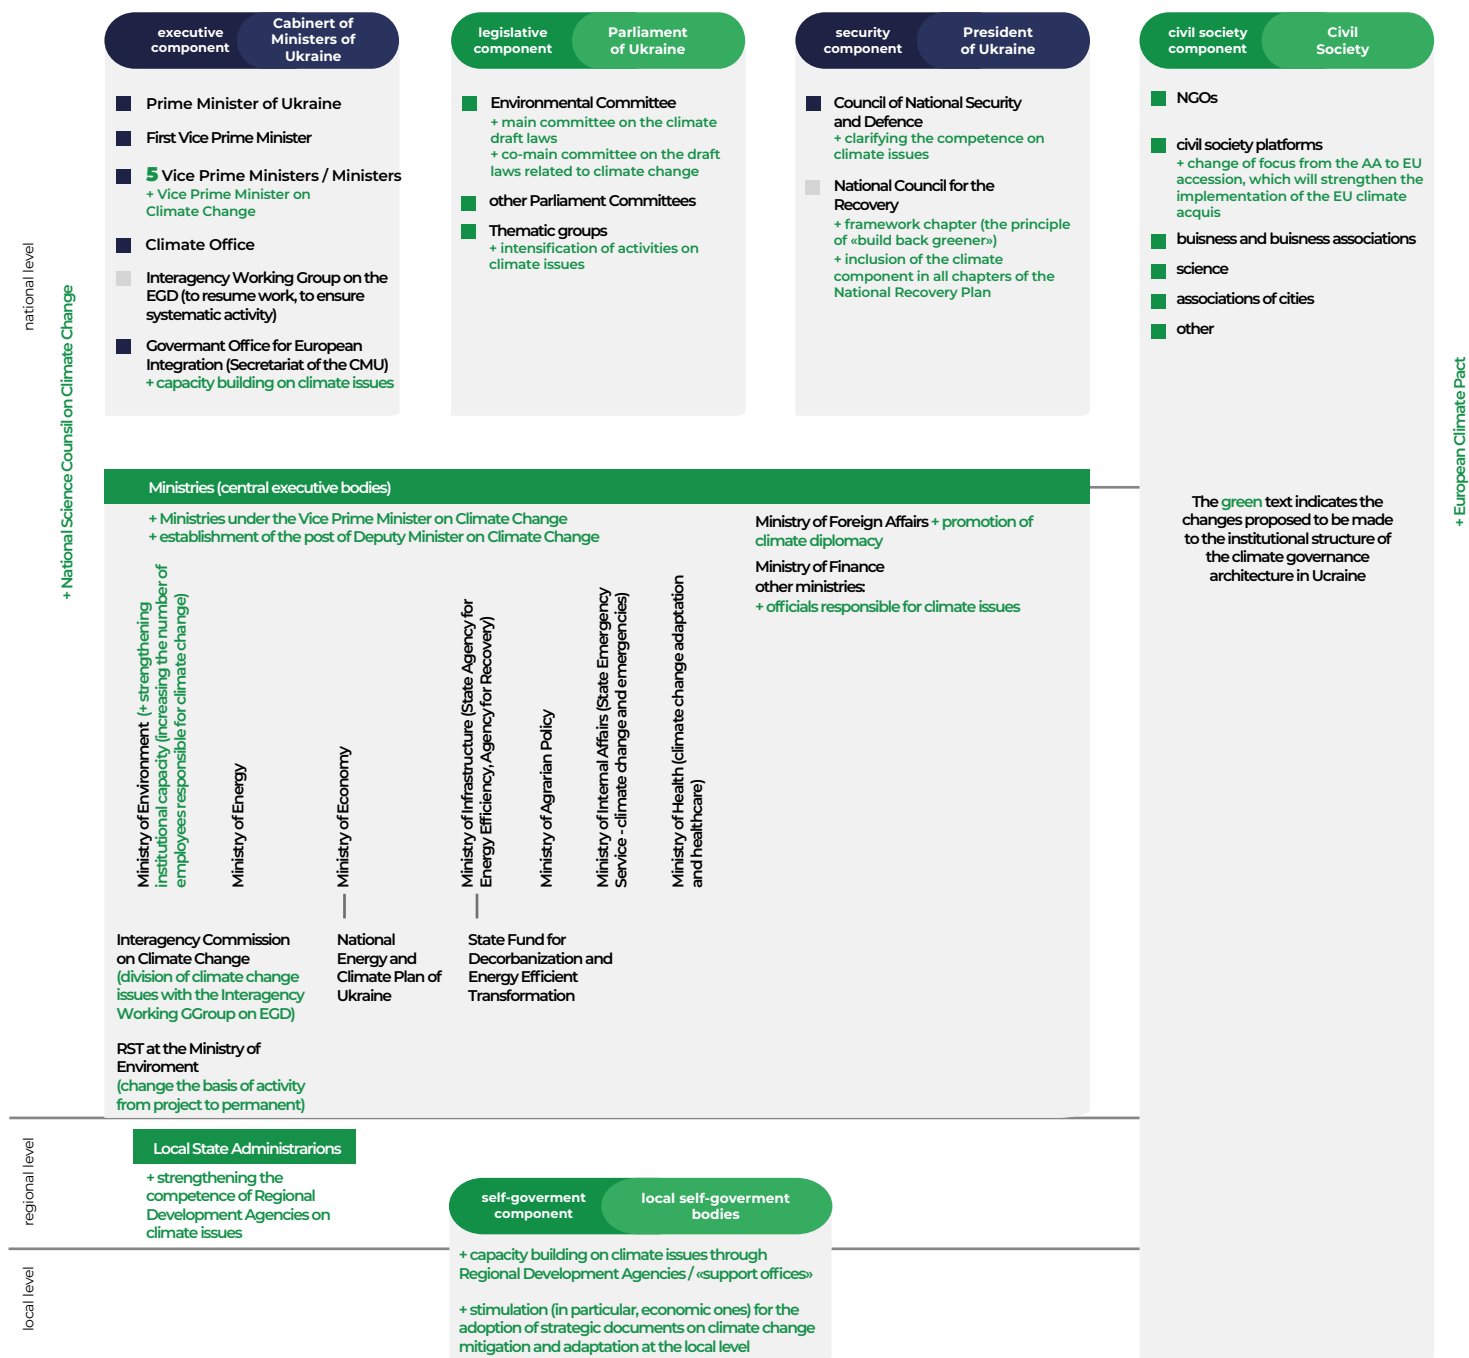 executive
component
Cabinert of
Ministers of
Ukraine
Prime Minister of Ukraine
First Vice Prime Minister
5 Vice Prime Ministers / Ministers
+ Vice Prime Minister on
Climate Change
Climate Office
Interagency Working Group on the
EGD (to resume work, to ensure
systematic activity)
Govermant Office for European
Integration (Secretariat of the CMU)
+ capacity building on climate issues
legislative
component
Parliament
of Ukraine
Environmental Committee
+ main committee on the climate
draft laws
+ co-main committee on the draft
laws related to climate change
other Parliament Committees
Thematic groups
+ intensification of activities on
climate issues
security
component
President
of Ukraine
Council of National Security
and Defence
+ clarifying the competence on
climate issues
National Council for the
Recovery
+ framework chapter (the principle
of «build back greener»)
+ inclusion of the climate
component in all chapters of the
National Recovery Plan
civil society
component
Civil
Society
NGOs
civil society platforms
+ change of focus from the AA to EU
accession, which will strengthen the
implementation of the EU climate
acquis
buisness and buisness associations
science
associations of cities
other
national level
+ National Science Counsil on Climate Change
+ European Climate Pact
The green text indicates the
changes proposed to be made
to the institutional structure of
the climate governance
architecture in Ucraine
Ministries (central executive bodies)
+ Ministries under the Vice Prime Minister on Climate Change
+ establishment of the post of Deputy Minister on Climate Change
Ministry of Foreign Affairs + promotion of
climate diplomacy
Ministry of Finance
other ministries:
+ officials responsible for climate issues
Ministry of Environment (+ strengthening
institutional capacity (increasing the number of
employees responsible for climate change)
Ministry of Energy
Ministry of Economy
Ministry of Infrastructure (State Agency for
Energy Efficiency, Agency for Recovery)
Ministry of Agrarian Policy
Ministry of Internal Affairs (State Emergency
Service - climate change and emergencies)
Ministry of Health (climate change adaptation
and healthcare)
Interagency Commission
on Climate Change
(division of climate change
issues with the Interagency
Working GGroup on EGD)
RST at the Ministry of
Enviroment
(change the basis of activity
from project to permanent)
National
Energy and
Climate Plan of
Ukraine
State Fund for
Decorbanization and
Energy Efficient
Transformation
regional level
Local State Administrarions
+ strengthening the
competence of Regional
Development Agencies on
climate issues
self-goverment
component
local self-goverment
bodies
+ capacity building on climate issues through
Regional Development Agencies / «support offices»
+ stimulation (in particular, economic ones) for the
adoption of strategic documents on climate change
mitigation and adaptation at the local level
local level